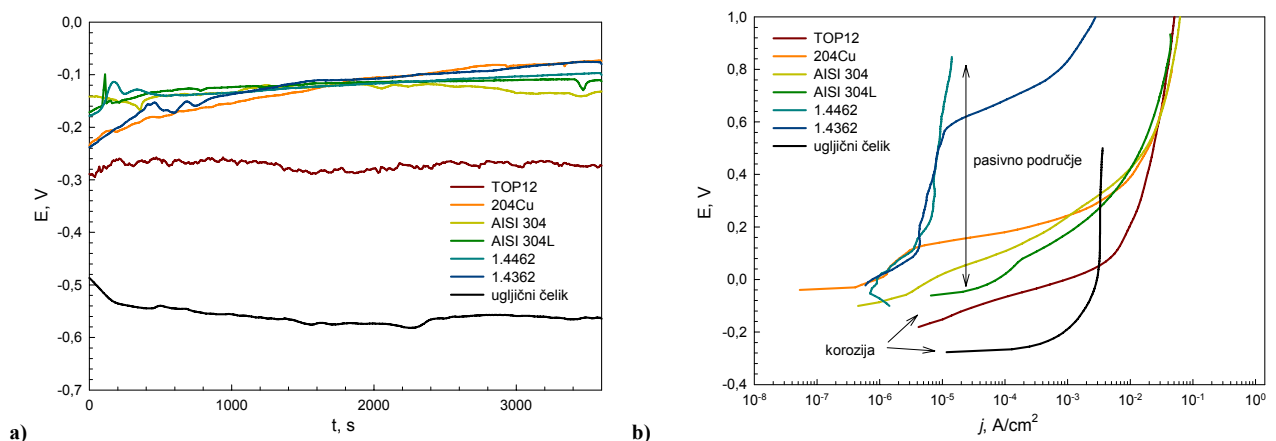 0,0
-0,1
-0,2
-0,3
-0,4
-0,5
-0,6
-0,7
E, V
TOP12
204Cu
AISI 304
AISI 304L
1.4462
1.4362
ugljični čelik
0
1000
2000
3000
t, s
a)
1,0
0,8
0,6
0,4
0,2
0,0
-0,2
-0,4
E, V
TOP12
204Cu
AISI 304
AISI 304L
1.4462
1.4362
ugljični čelik
pasivno područje
korozija
10-8
10-7
10-6
10-5
10-4
10-3
10-2
10-1
100
j, A/cm2
b)